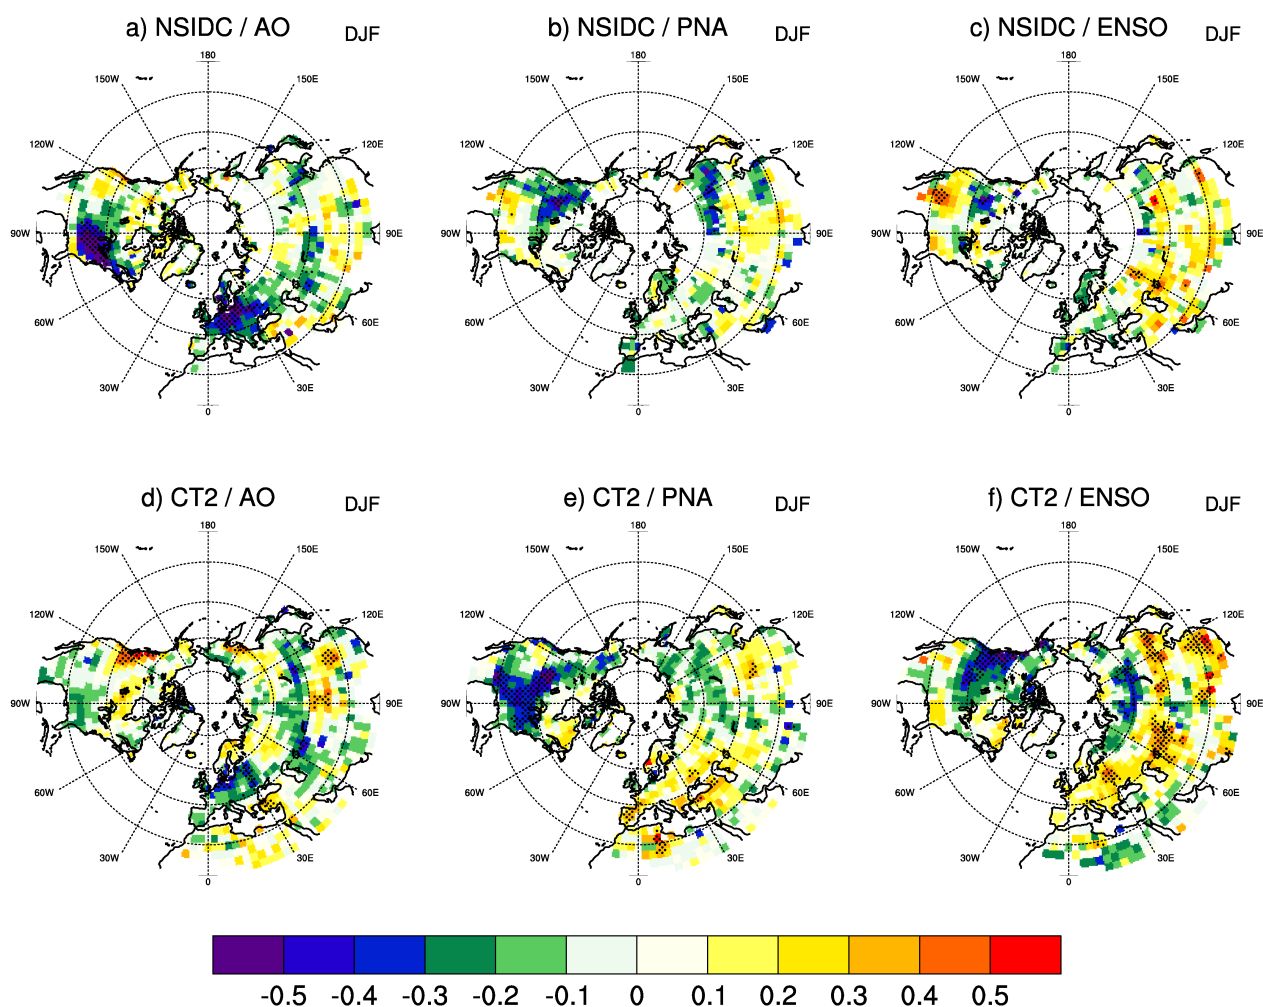 a) NSIDC / AO DJF
180
150W 150E
120W 120E
90W 90E
60W 60E
30W 30E
0
b) NSIDC / PNA DJF
180
150W 150E
120W 120E
90W 90E
60W 60E
30W 30E
0
c) NSIDC / ENSO DJF
180
150W 150E
120W 120E
90W 90E
60W 60E
30W 30E
0
d) CT2 / AO DJF
180
150W 150E
120W 120E
90W 90E
60W 60E
30W 30E
0
e) CT2 / PNA DJF
180
150W 150E
120W 120E
90W 90E
60W 60E
30W 30E
0
f) CT2 / ENSO DJF
180
150W 150E
120W 120E
90W 90E
60W 60E
30W 30E
0
-0.5 -0.4 -0.3 -0.2 -0.1 0 0.1 0.2 0.3 0.4 0.5